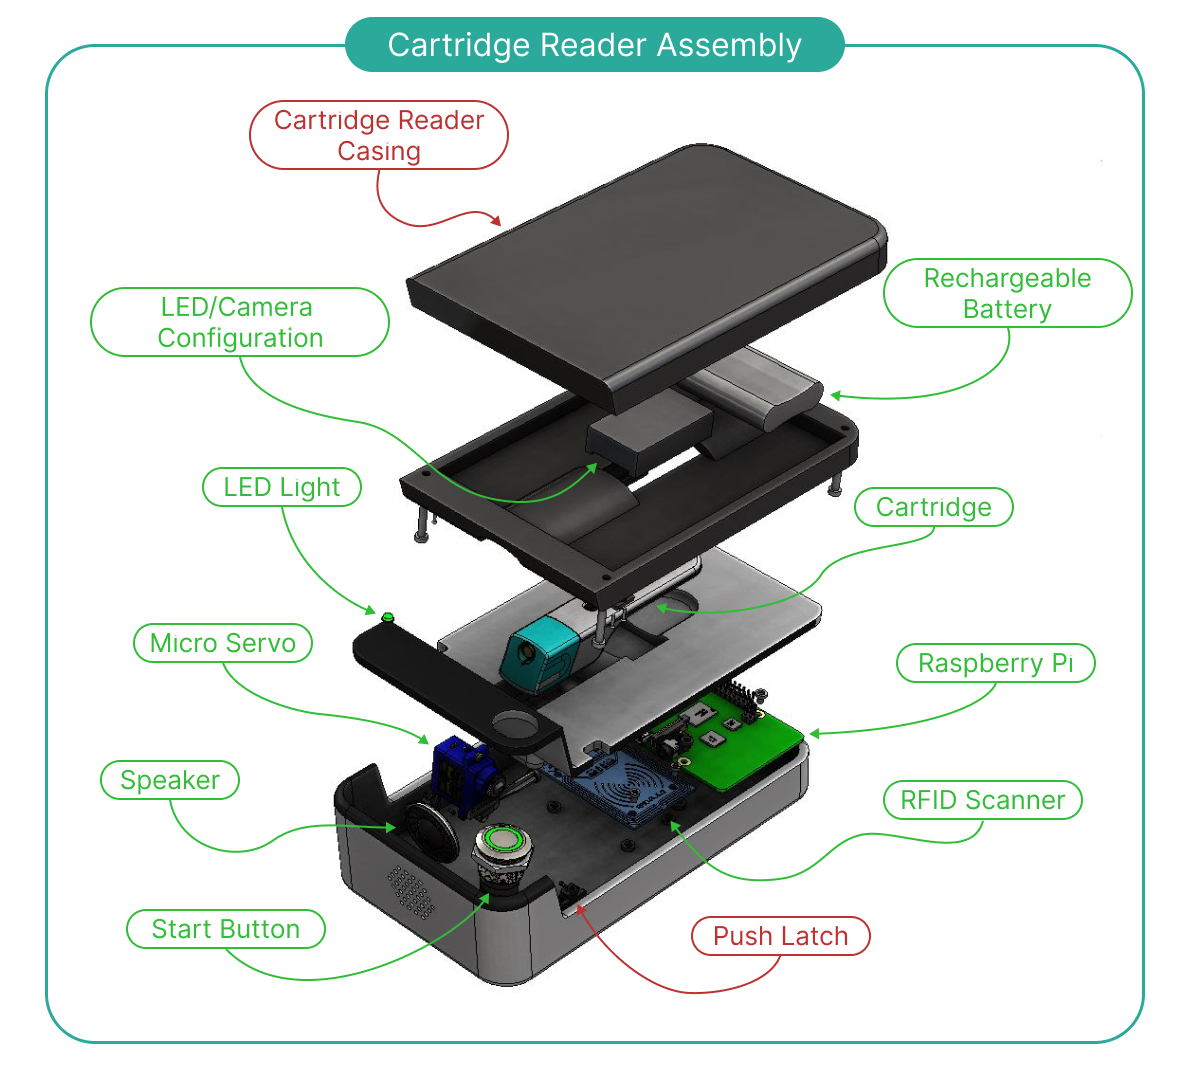 Cartridge Reader Assembly
Cartridge Reader
Casing
Rechargeable
Battery
LED/Camera
Configuration
LED Light
Cartridge
Micro Servo
Raspberry Pi
Speaker
RFID Scanner
Start Button
Push Latch